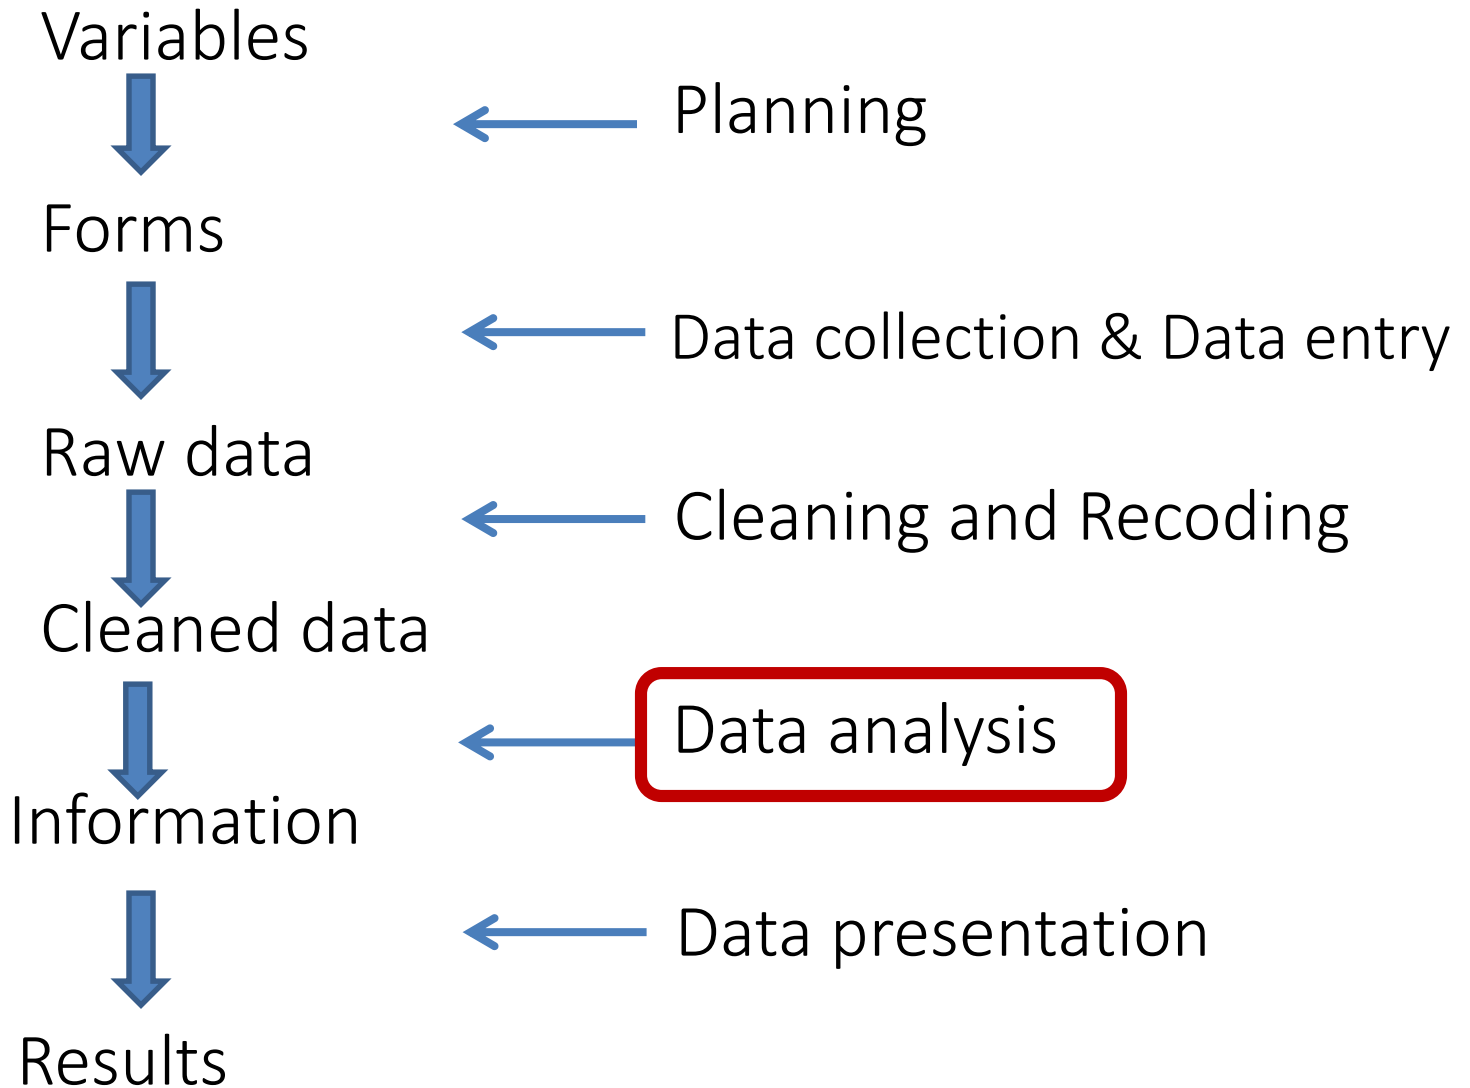 Variables
Planning
Forms
Data collection & Data entry
Raw data
Cleaning and Recoding
Cleaned data
Data analysis
Information
Data presentation
Results